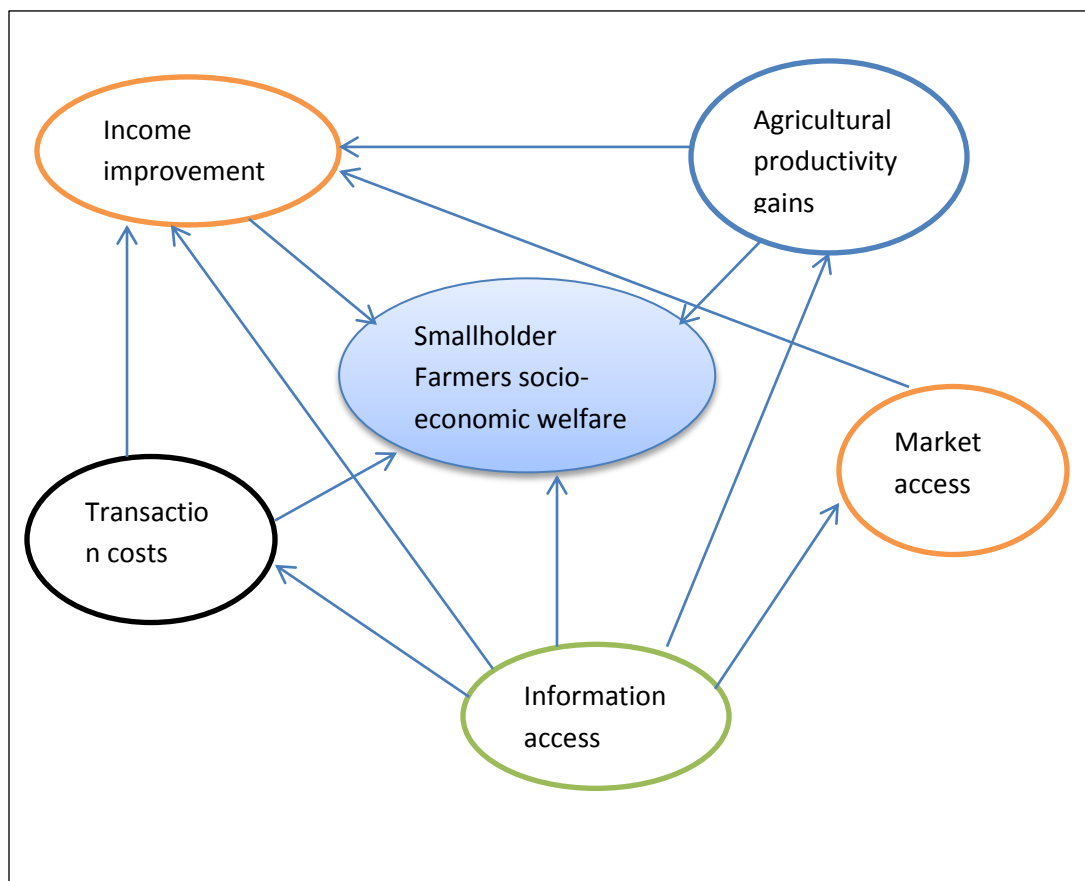 Income
improvement
Agricultural
productivity
gains
Smallholder
Farmers socio-
economic welfare
Market
access
Transactio
n costs
Information
access